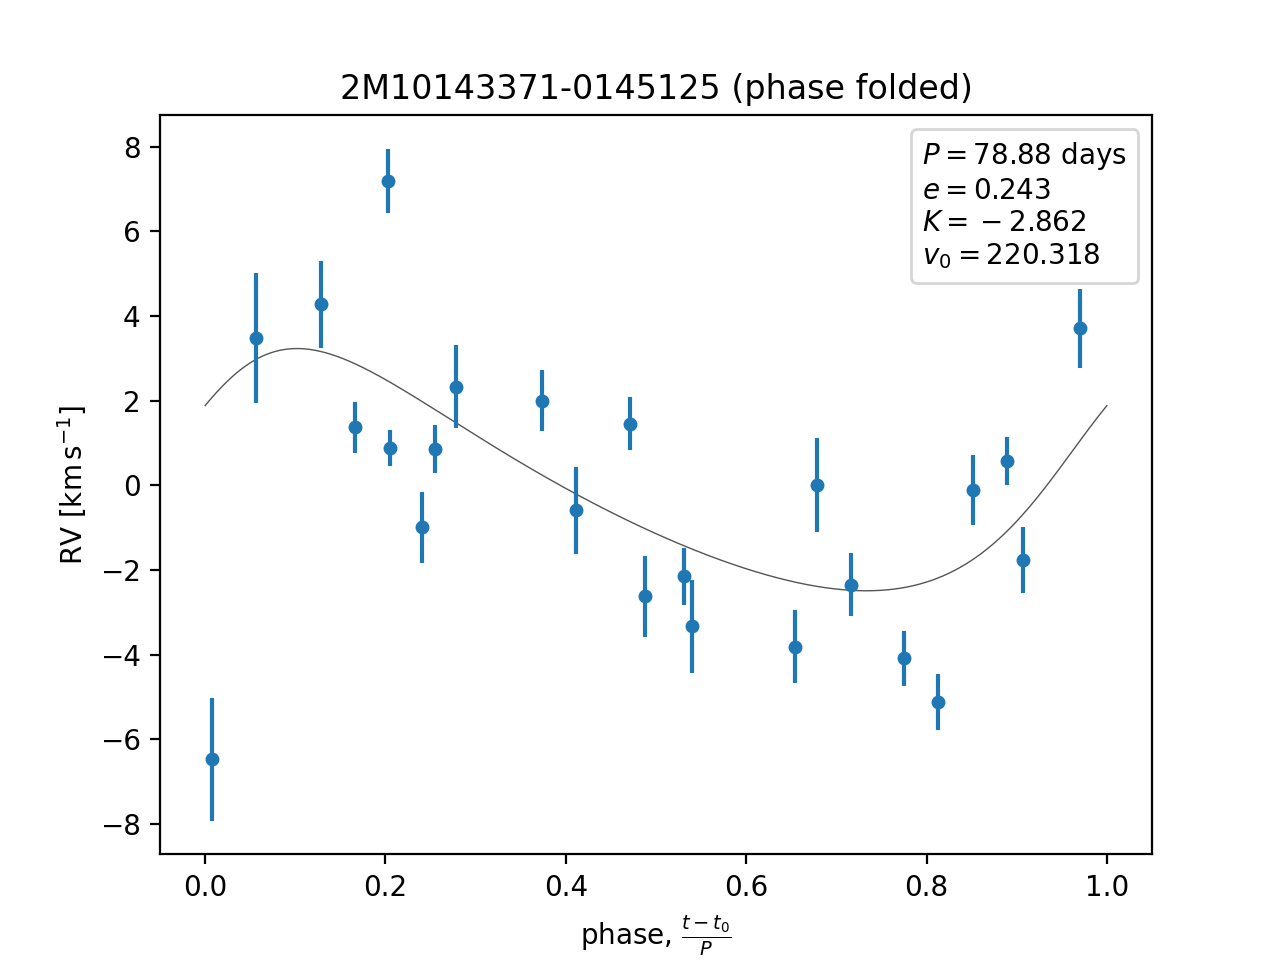 2M10143371-0145125 (phase folded)
P = 78.88 days
e = 0.243
K = −2.862
v₀ = 220.318
8
6
4
2
0
−2
−4
−6
−8
RV [km s⁻¹]
0.0 0.2 0.4 0.6 0.8 1.0
phase, (t − t₀)/P